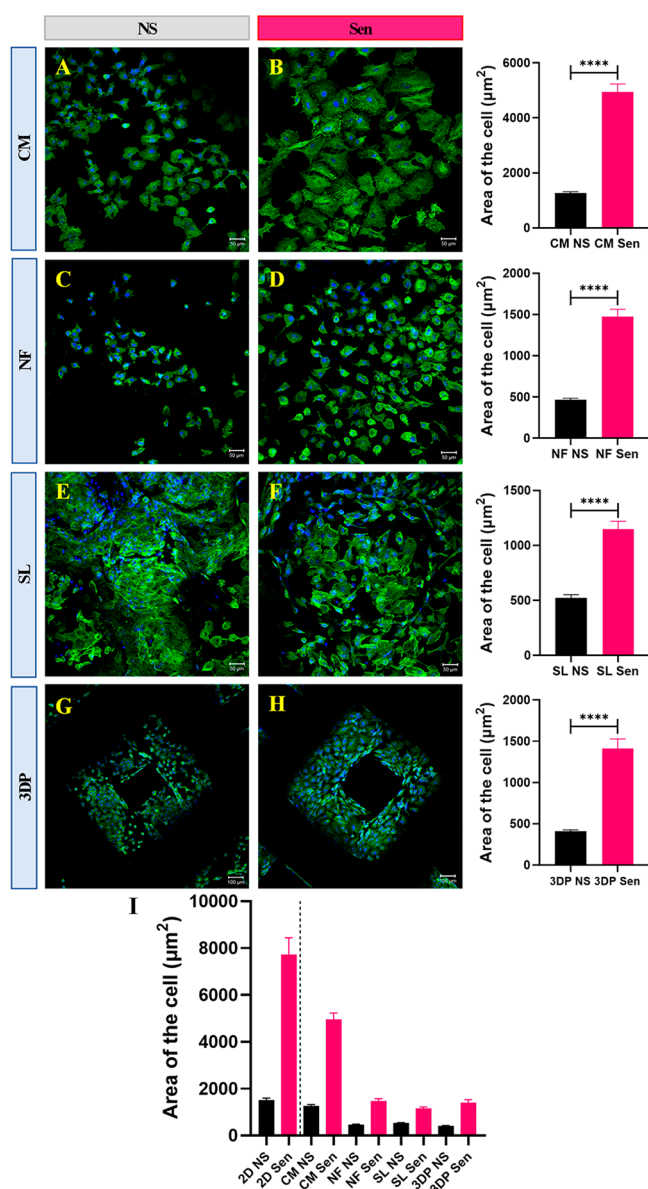 NS
Sen
CM
A
B
50 µm
50 µm
Area of the cell (µm²)
6000
4000
2000
0
****
CM NS
CM Sen
NF
C
D
50 µm
50 µm
Area of the cell (µm²)
2000
1500
1000
500
0
****
NF NS
NF Sen
SL
E
F
50 µm
50 µm
Area of the cell (µm²)
1500
1000
500
0
****
SL NS
SL Sen
3DP
G
H
100 µm
100 µm
Area of the cell (µm²)
2000
1500
1000
500
0
****
3DP NS
3DP Sen
I
Area of the cell (µm²)
10000
8000
6000
4000
2000
0
2D NS
2D Sen
CM NS
CM Sen
NF NS
NF Sen
SL NS
SL Sen
3DP NS
3DP Sen